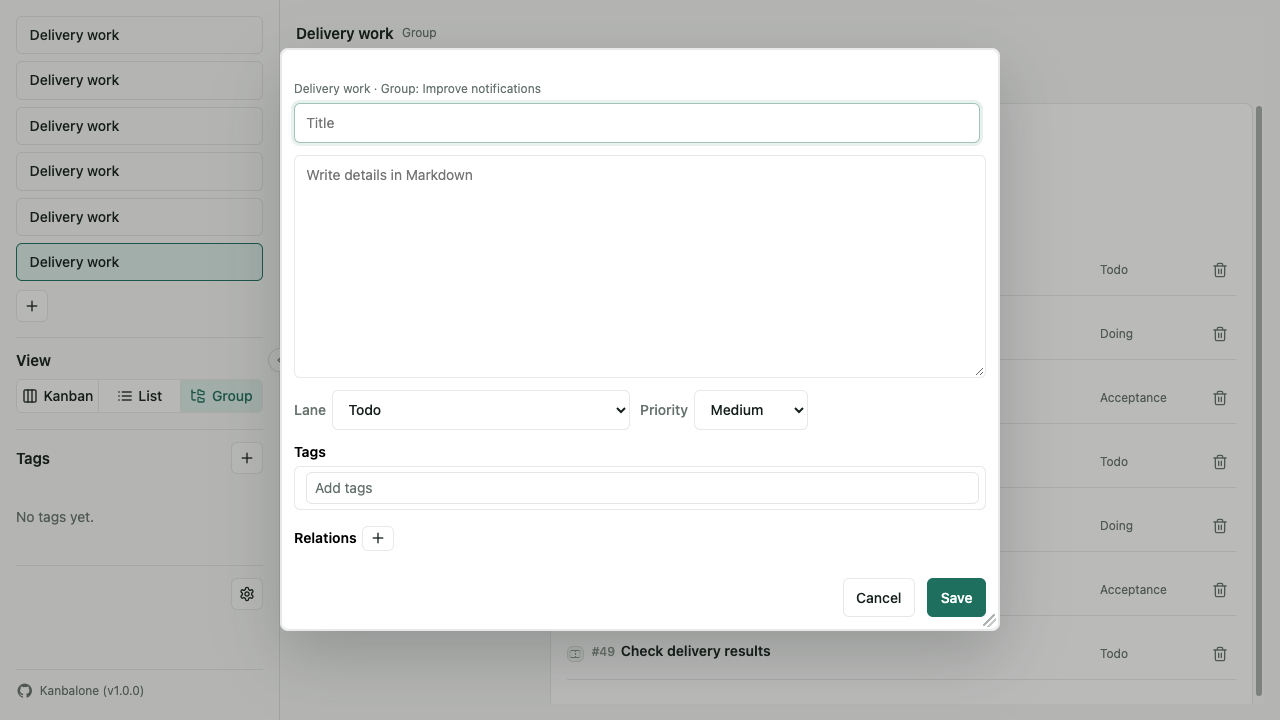 Delivery work
Delivery work
Delivery work
Delivery work
Delivery work
Delivery work
View
Kanban
List
Group
Tags
No tags yet.
Kanbalone (v1.0.0)
Delivery work Group
Delivery work · Group: Improve notifications
Title
Write details in Markdown
Lane Todo Priority Medium
Tags
Add tags
Relations
Cancel Save
Todo
Doing
Acceptance
Todo
Doing
Acceptance
#49 Check delivery results Todo